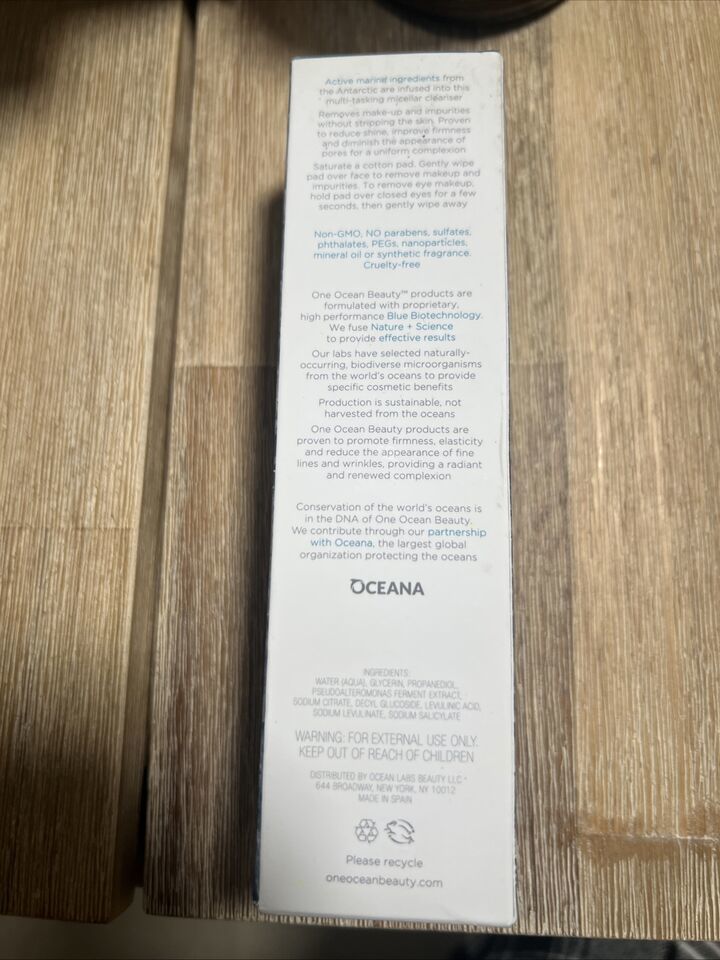 Active marine ingredients from
the Antarctic are infused into this
multi-tasking micellar cleanser
Removes make-up and impurities
without stripping the skin. Proven
to reduce shine, improve firmness
and diminish the appearance of
pores for a uniform complexion
Saturate a cotton pad. Gently wipe
pad over face to remove makeup and
impurities. To remove eye makeup,
hold pad over closed eyes for a few
seconds, then gently wipe away
Non-GMO, NO parabens, sulfates,
phthalates, PEGs, nanoparticles,
mineral oil or synthetic fragrance.
Cruelty-free
One Ocean Beauty™ products are
formulated with proprietary,
high performance Blue Biotechnology.
We fuse Nature + Science
to provide effective results
Our labs have selected naturally-
occurring, biodiverse microorganisms
from the world's oceans to provide
specific cosmetic benefits
Production is sustainable, not
harvested from the oceans
One Ocean Beauty products are
proven to promote firmness, elasticity
and reduce the appearance of fine
lines and wrinkles, providing a radiant
and renewed complexion
Conservation of the world's oceans is
in the DNA of One Ocean Beauty.
We contribute through our partnership
with Oceana, the largest global
organization protecting the oceans
OCEANA
INGREDIENTS:
WATER (AQUA), GLYCERIN, PROPANEDIOL,
PSEUDOALTEROMONAS FERMENT EXTRACT,
SODIUM CITRATE, DECYL GLUCOSIDE, LEVULINIC ACID,
SODIUM LEVULINATE, SODIUM SALICYLATE
WARNING: FOR EXTERNAL USE ONLY.
KEEP OUT OF REACH OF CHILDREN
DISTRIBUTED BY OCEAN LABS BEAUTY LLC •
644 BROADWAY, NEW YORK, NY 10012
MADE IN SPAIN
Please recycle
oneoceanbeauty.com